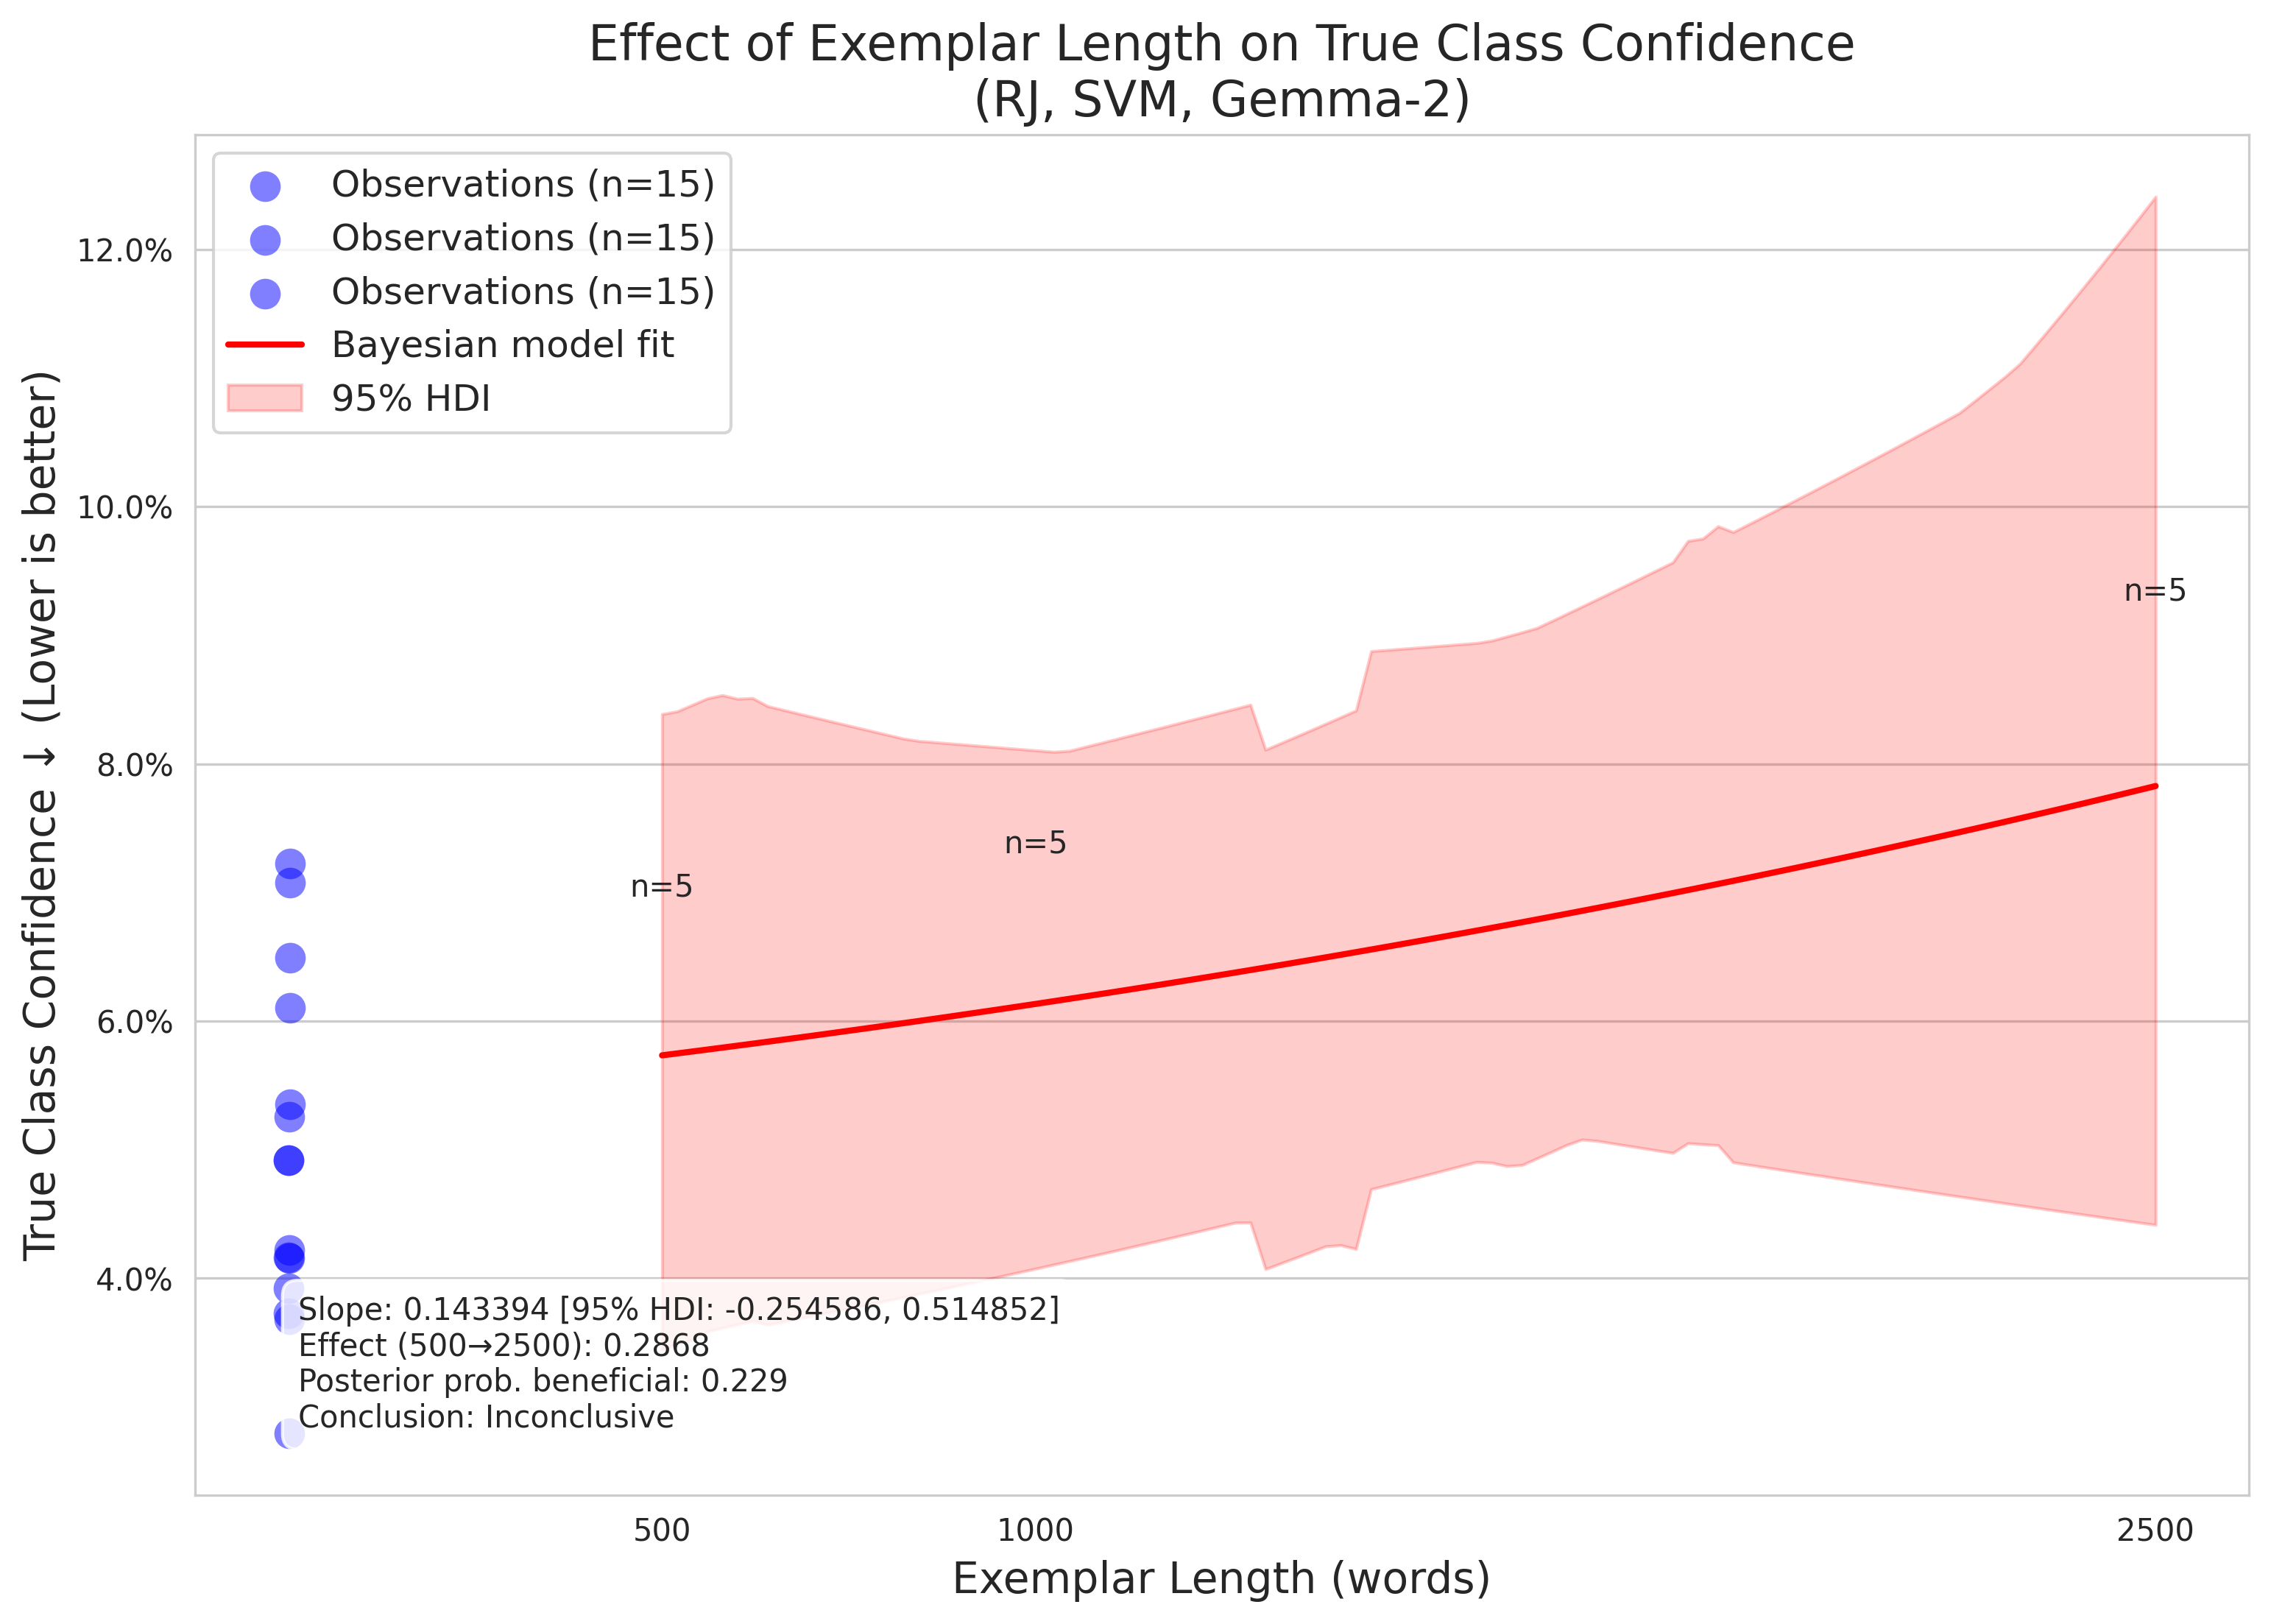 Effect of Exemplar Length on True Class Confidence
(RJ, SVM, Gemma-2)
Observations (n=15)
Observations (n=15)
Observations (n=15)
Bayesian model fit
95% HDI
True Class Confidence ↓ (Lower is better)
12.0%
10.0%
8.0%
6.0%
4.0%
n=5
n=5
n=5
Slope: 0.143394 [95% HDI: -0.254586, 0.514852]
Effect (500→2500): 0.2868
Posterior prob. beneficial: 0.229
Conclusion: Inconclusive
500
1000
2500
Exemplar Length (words)